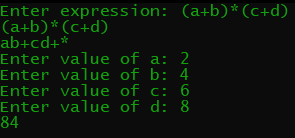 Enter expression: (a+b)*(c+d)
(a+b)*(c+d)
ab+cd+*
Enter value of a: 2
Enter value of b: 4
Enter value of c: 6
Enter value of d: 8
84